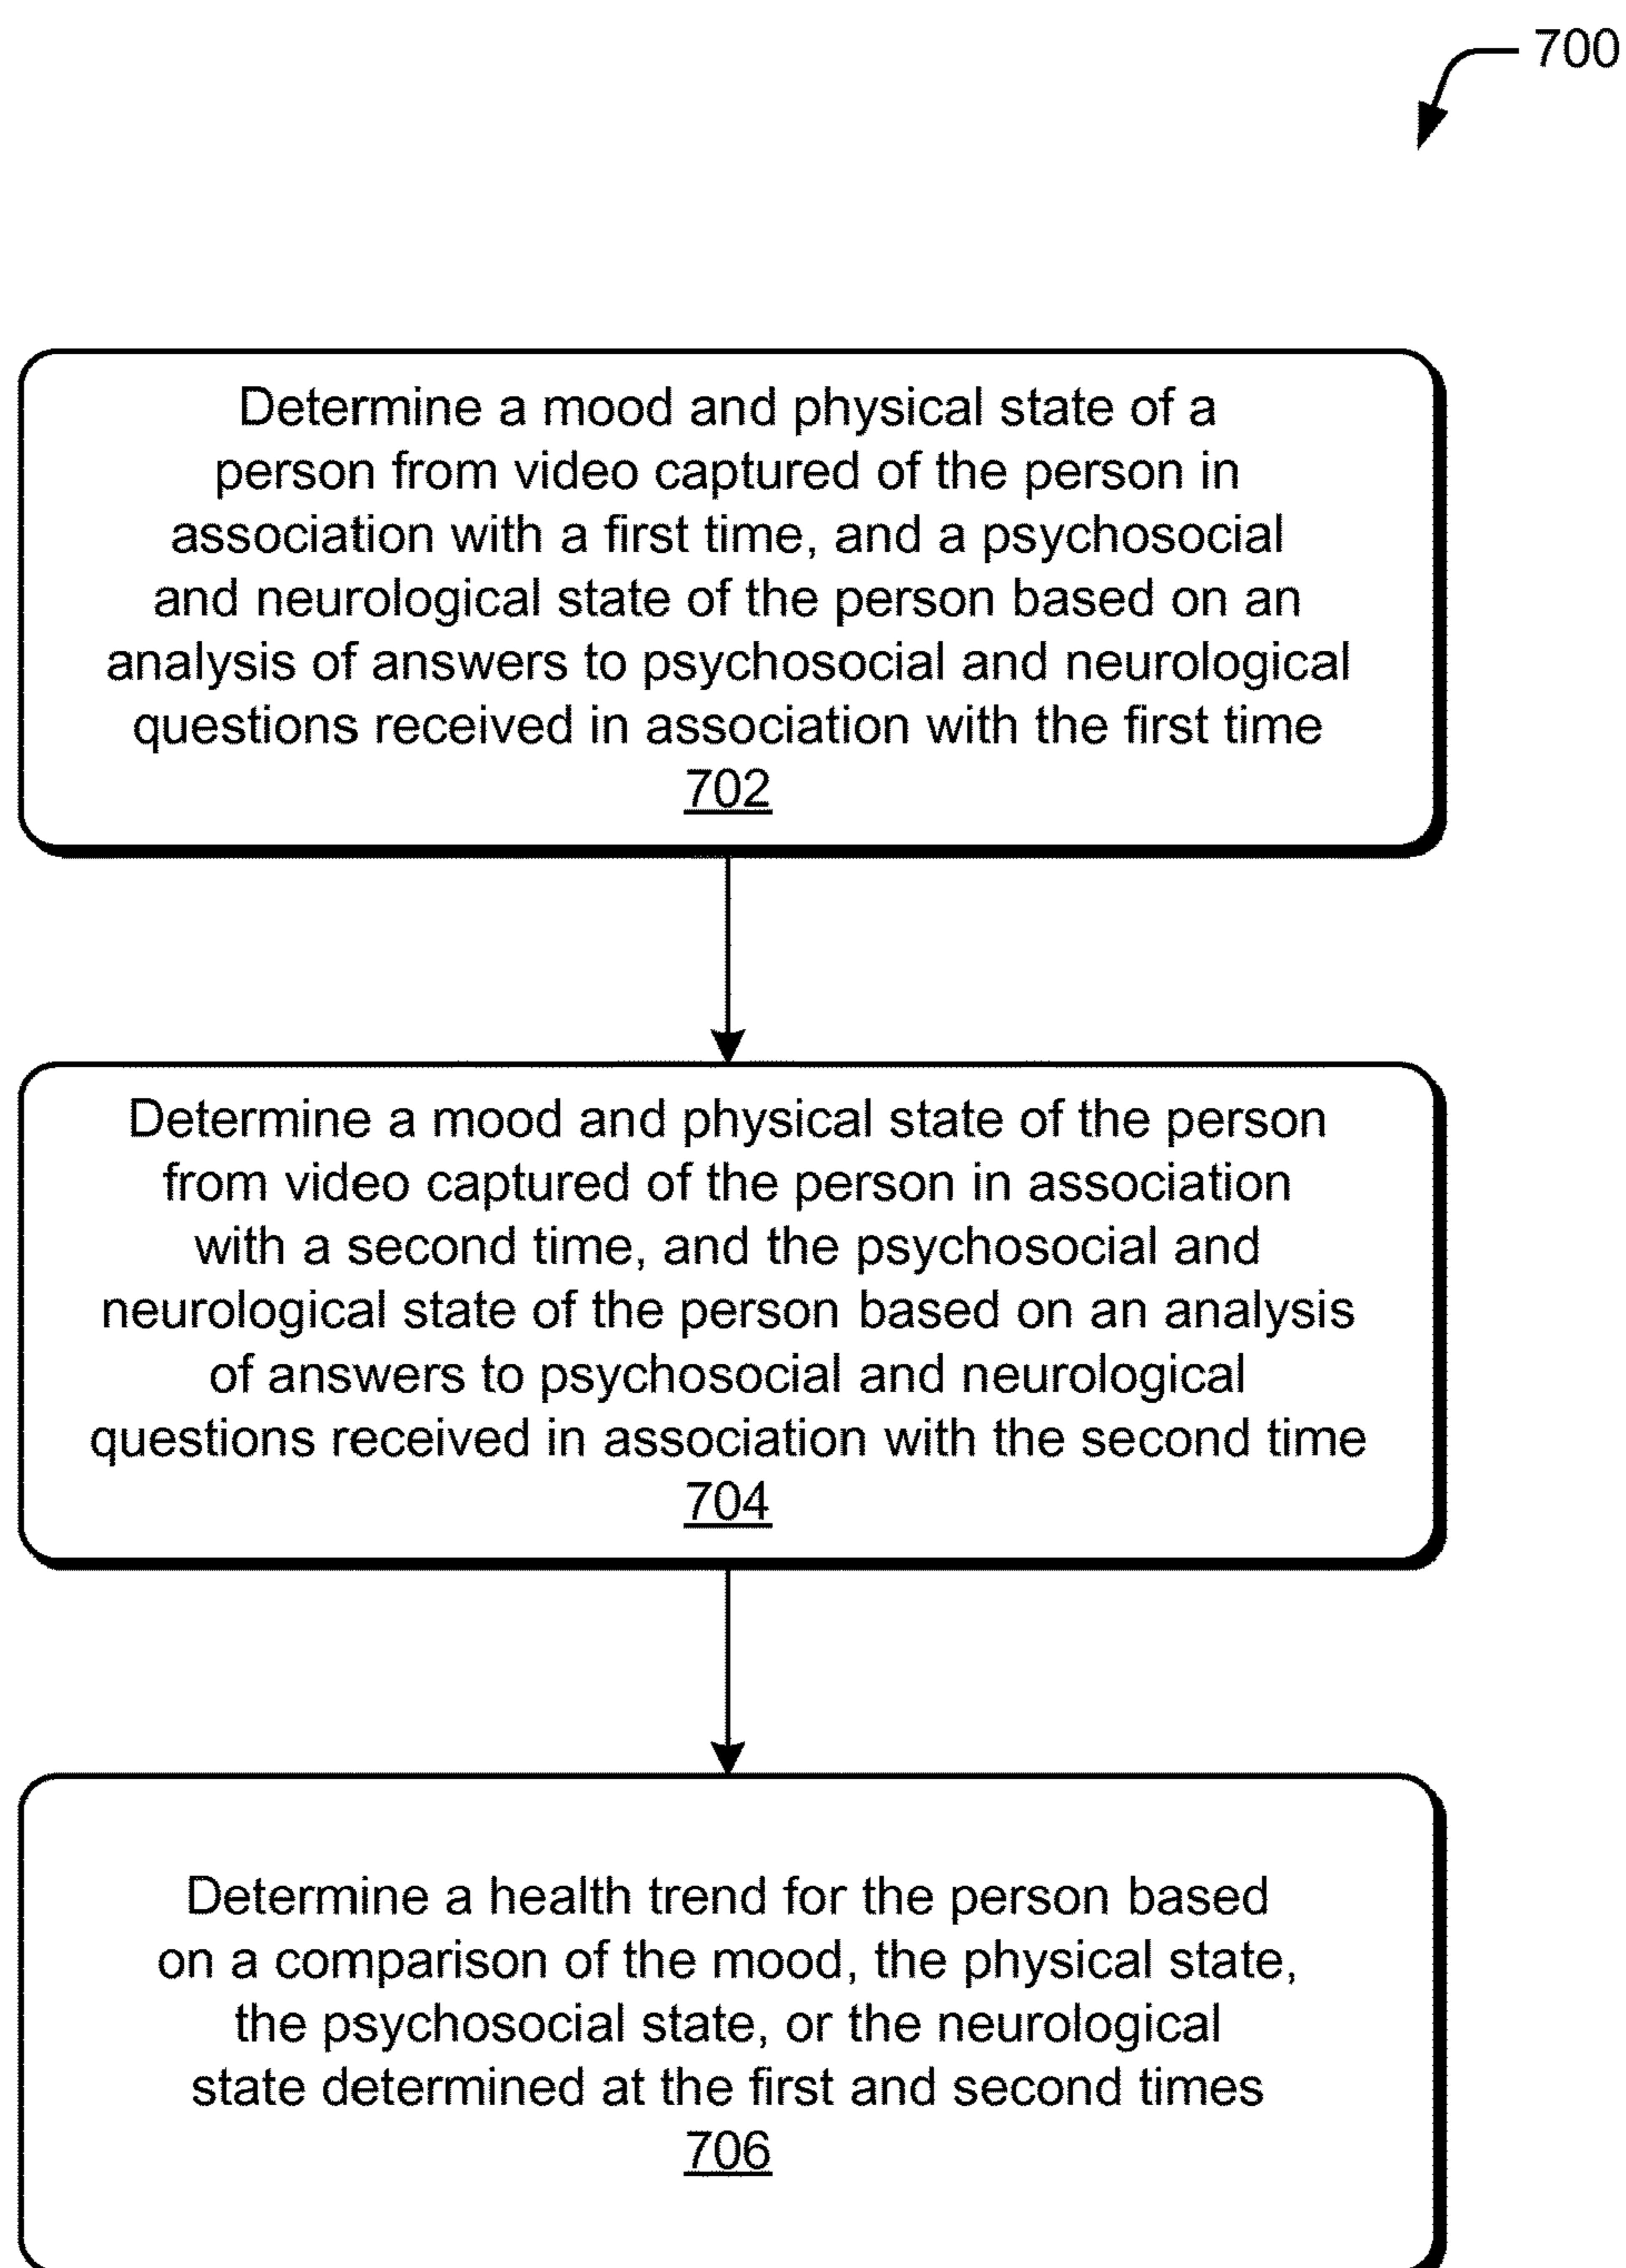 700
Determine a mood and physical state of a
person from video captured of the person in
association with a first time, and a psychosocial
and neurological state of the person based on an
analysis of answers to psychosocial and neurological
questions received in association with the first time
702
Determine a mood and physical state of the person
from video captured of the person in association
with a second time, and the psychosocial and
neurological state of the person based on an analysis
of answers to psychosocial and neurological
questions received in association with the second time
704
Determine a health trend for the person based
on a comparison of the mood, the physical state,
the psychosocial state, or the neurological
state determined at the first and second times
706